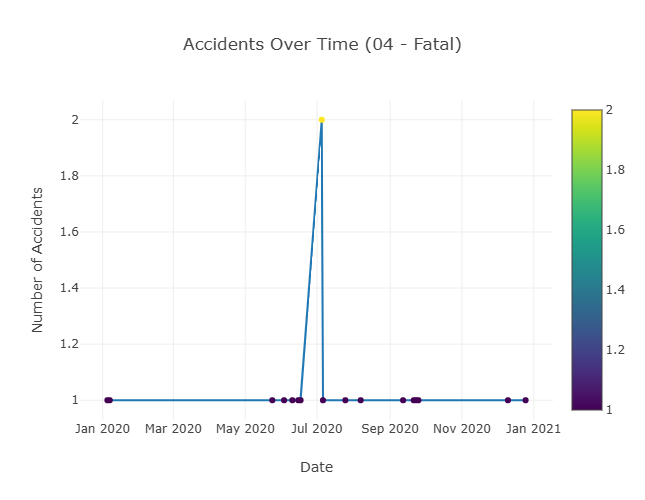 Accidents Over Time (04 - Fatal)
2
1.8
1.6
1.4
1.2
1
Number of Accidents
Jan 2020
Mar 2020
May 2020
Jul 2020
Sep 2020
Nov 2020
Jan 2021
Date
2
1.8
1.6
1.4
1.2
1